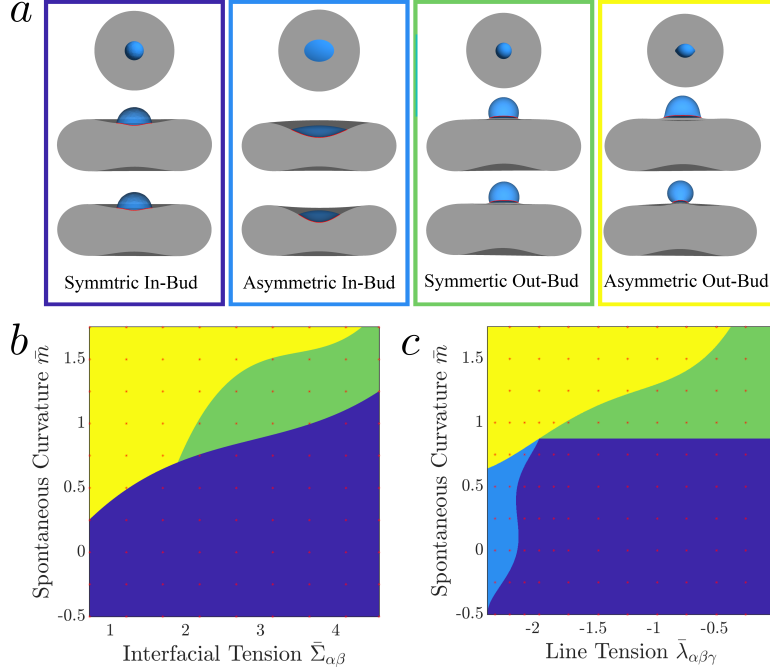 a
Symmtric In-Bud
Asymmetric In-Bud
Symmertic Out-Bud
Asymmetric Out-Bud
b
Spontaneous Curvature m̄
1.5
1
0.5
0
-0.5
1 2 3 4
Interfacial Tension Σ̄αβ
c
Spontaneous Curvature m̄
1.5
1
0.5
0
-0.5
-2 -1.5 -1 -0.5
Line Tension λ̄αβγ